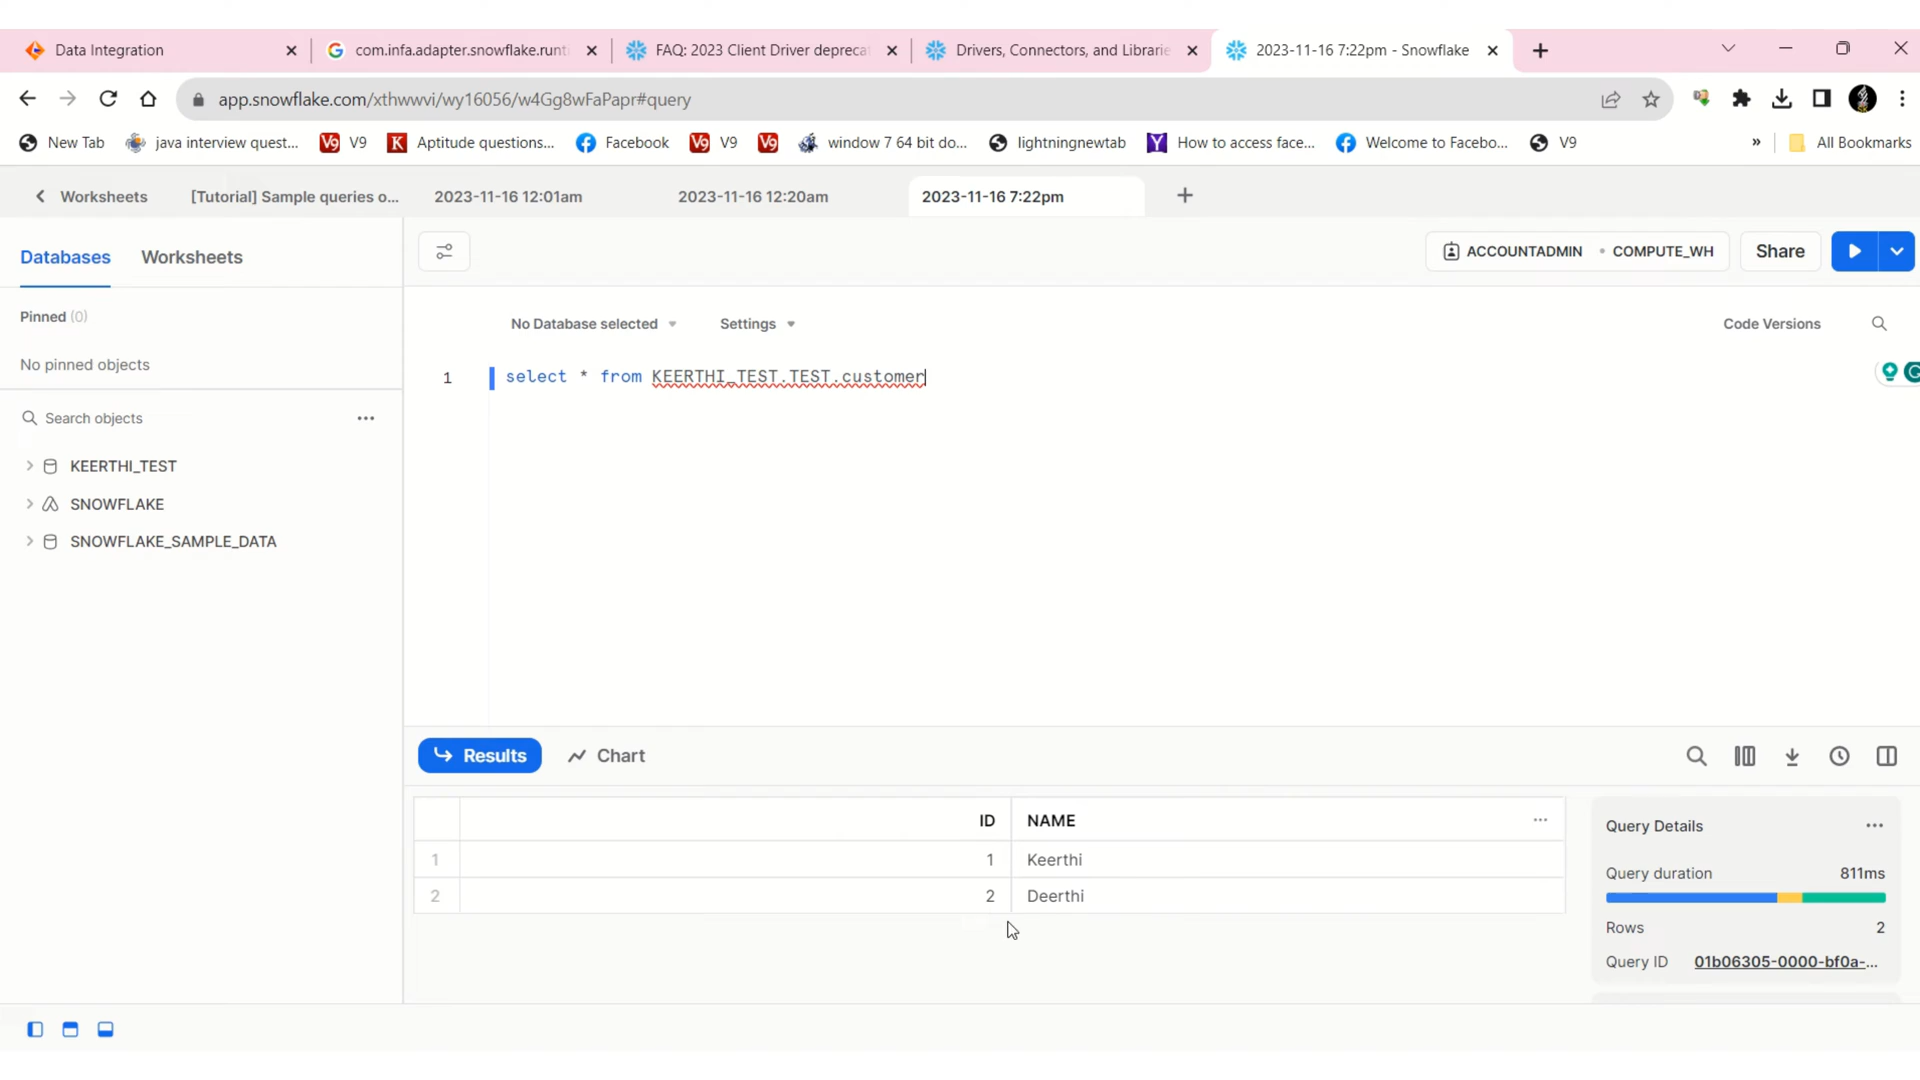 Data Integration
com.infa.adapter.snowflake.runti
FAQ: 2023 Client Driver deprecat
Drivers, Connectors, and Librarie
2023-11-16 7:22pm - Snowflake
app.snowflake.com/xthwwvi/wy16056/w4Gg8wFaPapr#query
New Tab
java interview quest...
V9
Aptitude questions...
Facebook
V9
window 7 64 bit do...
lightningnewtab
How to access face...
Welcome to Facebo...
V9
»
All Bookmarks
Worksheets
[Tutorial] Sample queries o...
2023-11-16 12:01am
2023-11-16 12:20am
2023-11-16 7:22pm
Databases
Worksheets
ACCOUNTADMIN
COMPUTE_WH
Share
Pinned (0)
No pinned objects
No Database selected
Settings
Code Versions
1
select * from KEERTHI_TEST.TEST.customer
Search objects
KEERTHI_TEST
SNOWFLAKE
SNOWFLAKE_SAMPLE_DATA
Results
Chart
ID NAME
1 1 Keerthi
2 2 Deerthi
Query Details
Query duration 811ms
Rows 2
Query ID 01b06305-0000-bf0a-...